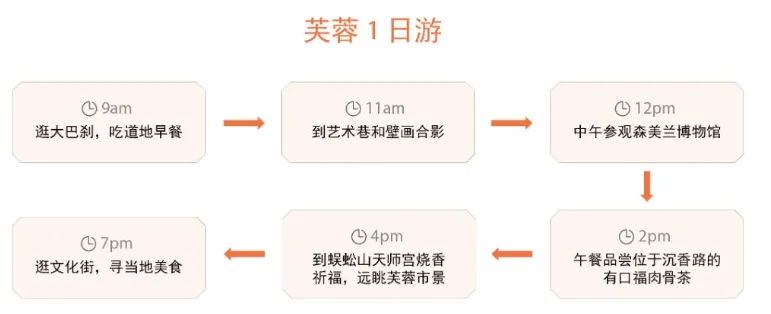 芙蓉 1 日游
9am
逛大巴刹，吃道地早餐
11am
到艺术巷和壁画合影
12pm
中午参观森美兰博物馆
2pm
午餐品尝位于沉香路的
有口福肉骨茶
4pm
到蜈蚣山天师宫烧香
祈福，远眺芙蓉市景
7pm
逛文化街，寻当地美食